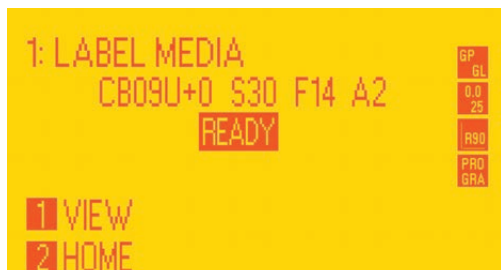 1: LABEL MEDIA
CB09U+0 S30 F14 A2
READY
1 VIEW
2 HOME
GP
GL
0.0
25
R90
PRO
GRA